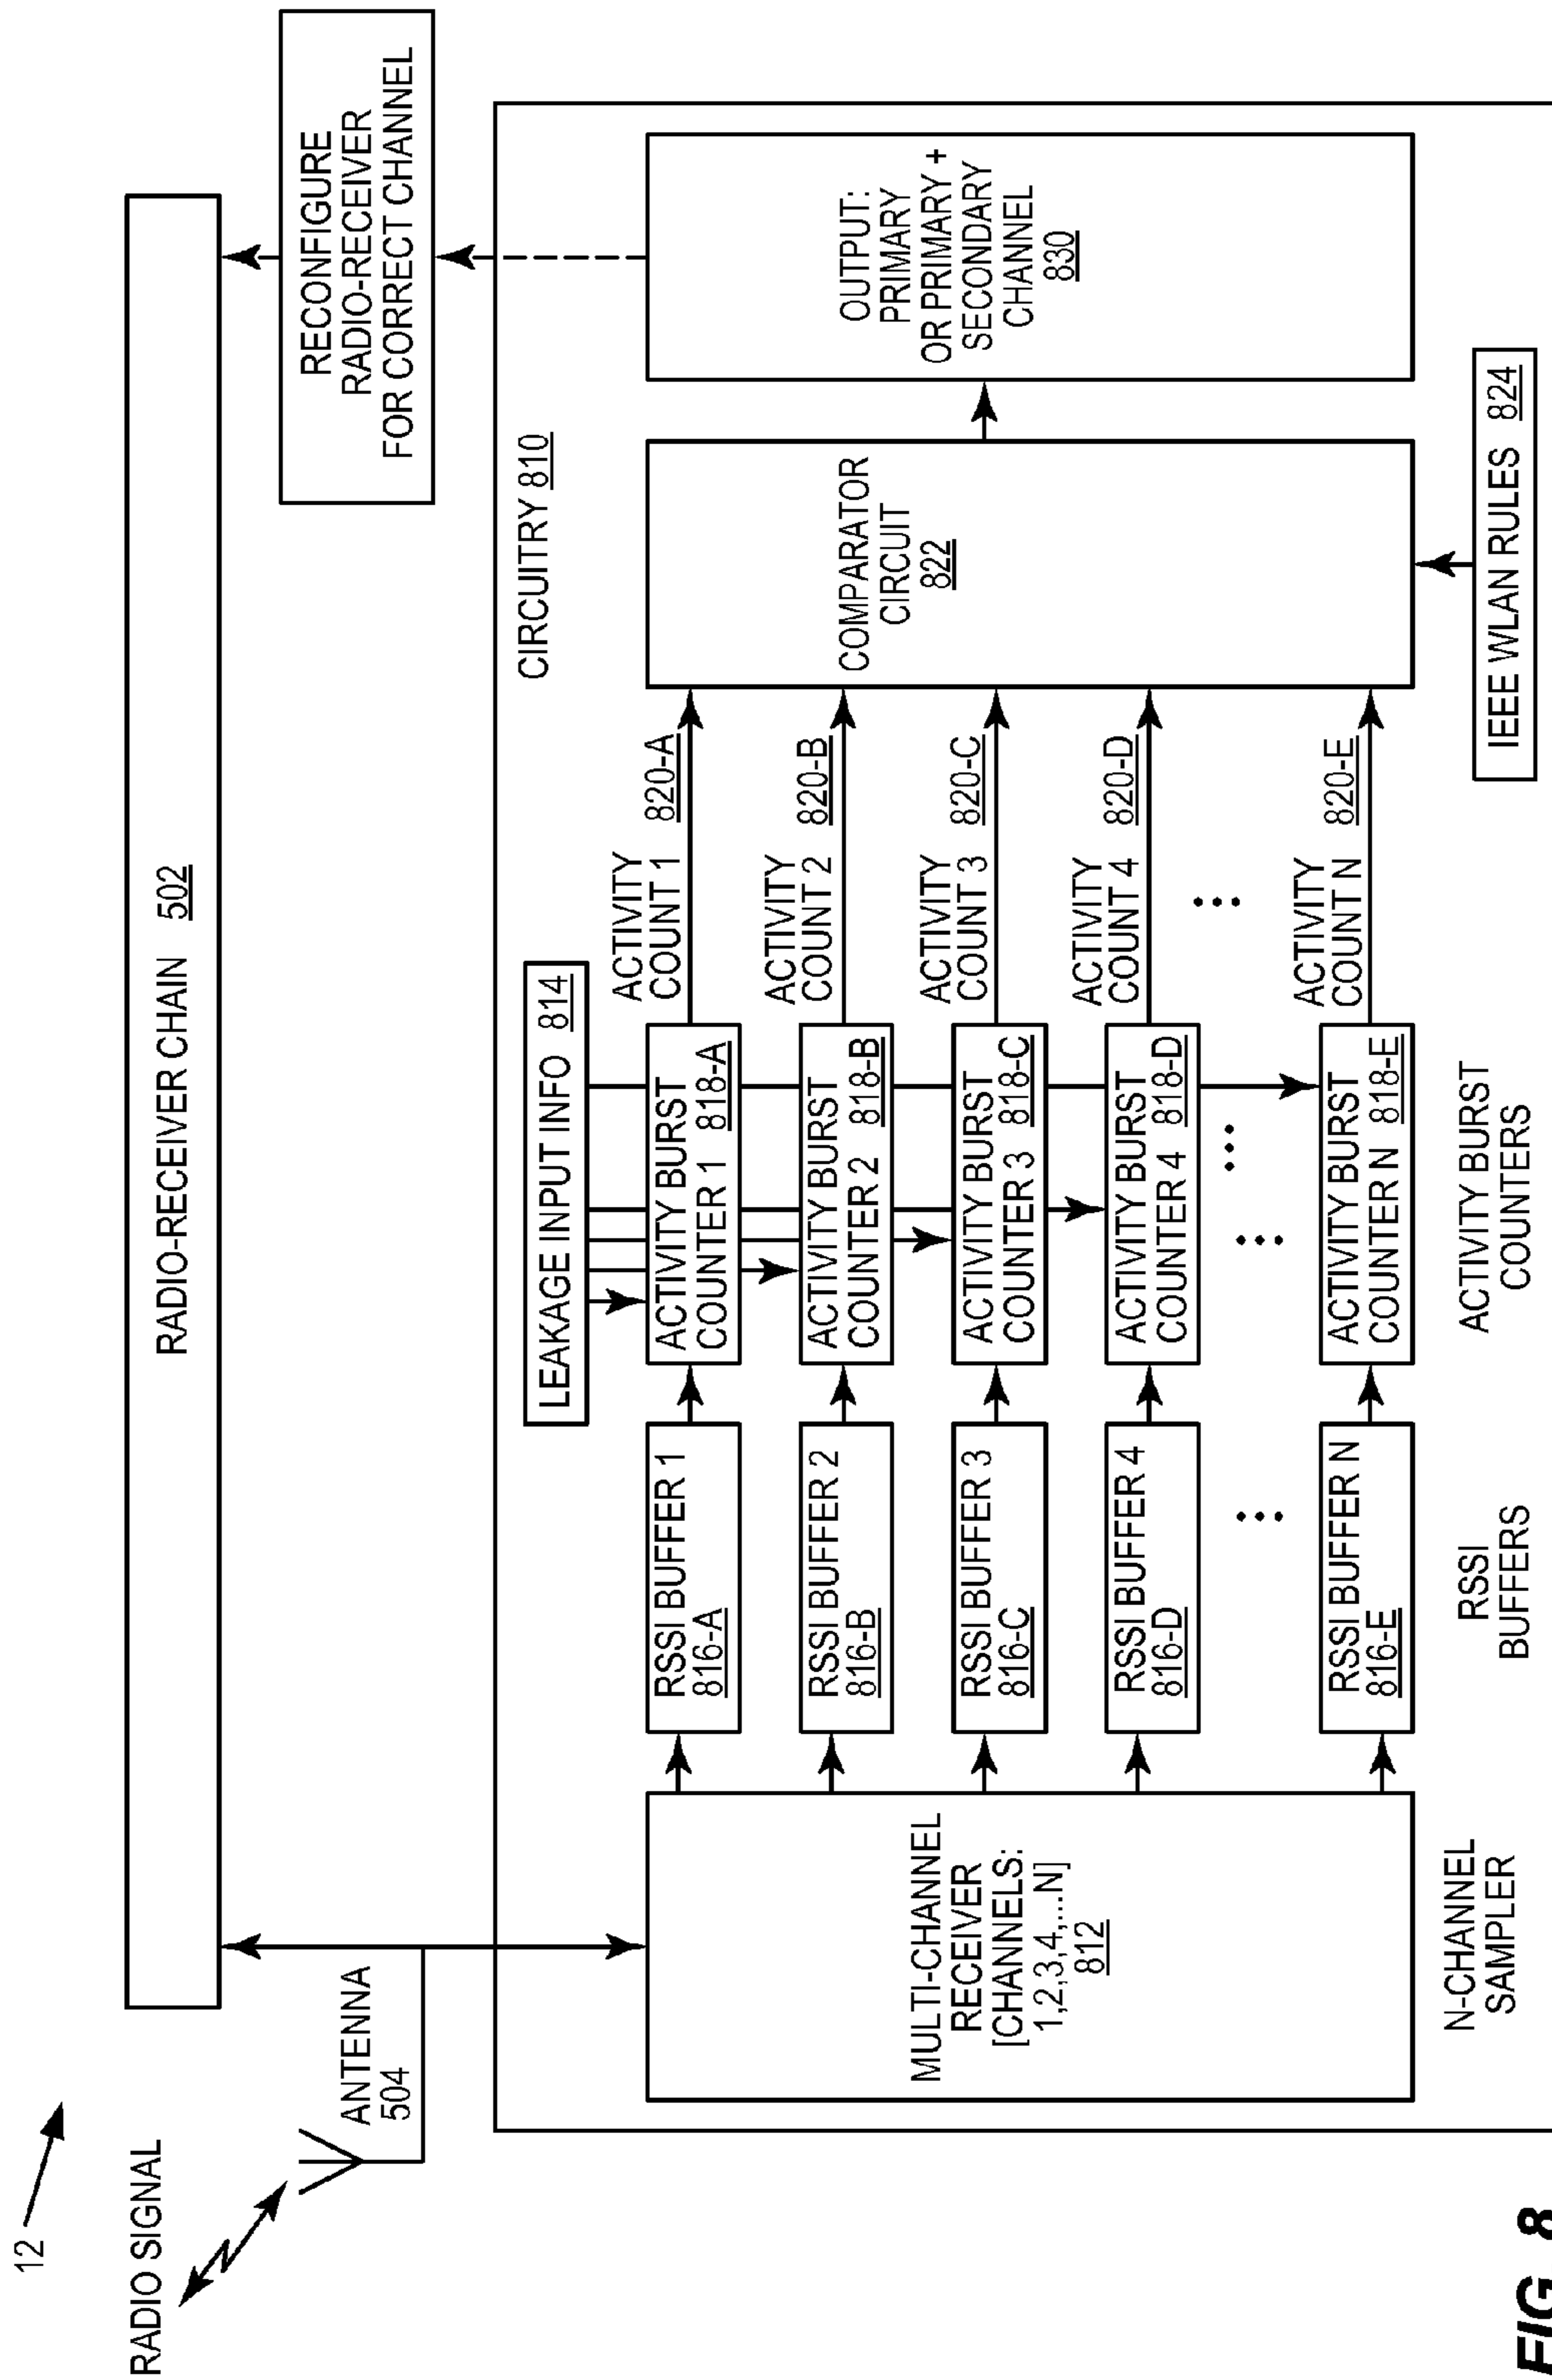 12
RADIO SIGNAL
ANTENNA
504
RADIO-RECEIVER CHAIN 502
RECONFIGURE
RADIO-RECEIVER
FOR CORRECT CHANNEL
CIRCUITRY 810
LEAKAGE INPUT INFO 814
MULTI-CHANNEL
RECEIVER
[CHANNELS:
1,2,3,4,...N]
812
RSSI BUFFER 1
816-A
RSSI BUFFER 2
816-B
RSSI BUFFER 3
816-C
RSSI BUFFER 4
816-D
RSSI BUFFER N
816-E
ACTIVITY BURST
COUNTER 1 818-A
ACTIVITY BURST
COUNTER 2 818-B
ACTIVITY BURST
COUNTER 3 818-C
ACTIVITY BURST
COUNTER 4 818-D
ACTIVITY BURST
COUNTER N 818-E
ACTIVITY
COUNT 1 820-A
ACTIVITY
COUNT 2 820-B
ACTIVITY
COUNT 3 820-C
ACTIVITY
COUNT 4 820-D
ACTIVITY
COUNT N 820-E
COMPARATOR
CIRCUIT
822
OUTPUT:
PRIMARY
OR PRIMARY +
SECONDARY
CHANNEL
830
IEEE WLAN RULES 824
N-CHANNEL
SAMPLER
RSSI
BUFFERS
ACTIVITY BURST
COUNTERS
FIG. 8